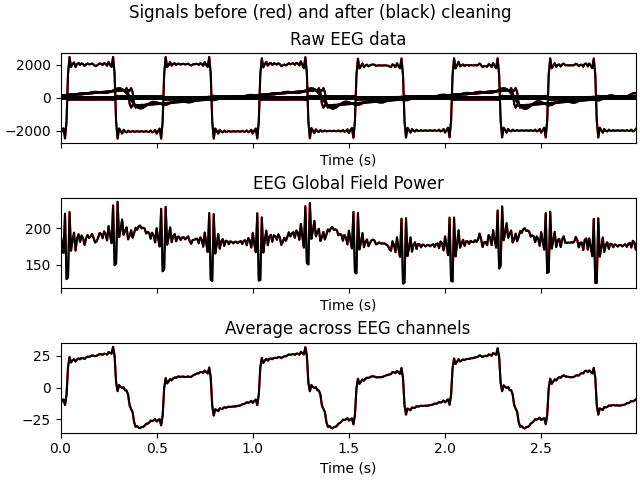 Signals before (red) and after (black) cleaning
Raw EEG data
2000
0
−2000
Time (s)
EEG Global Field Power
200
150
Time (s)
Average across EEG channels
25
0
−25
0.0 0.5 1.0 1.5 2.0 2.5
Time (s)